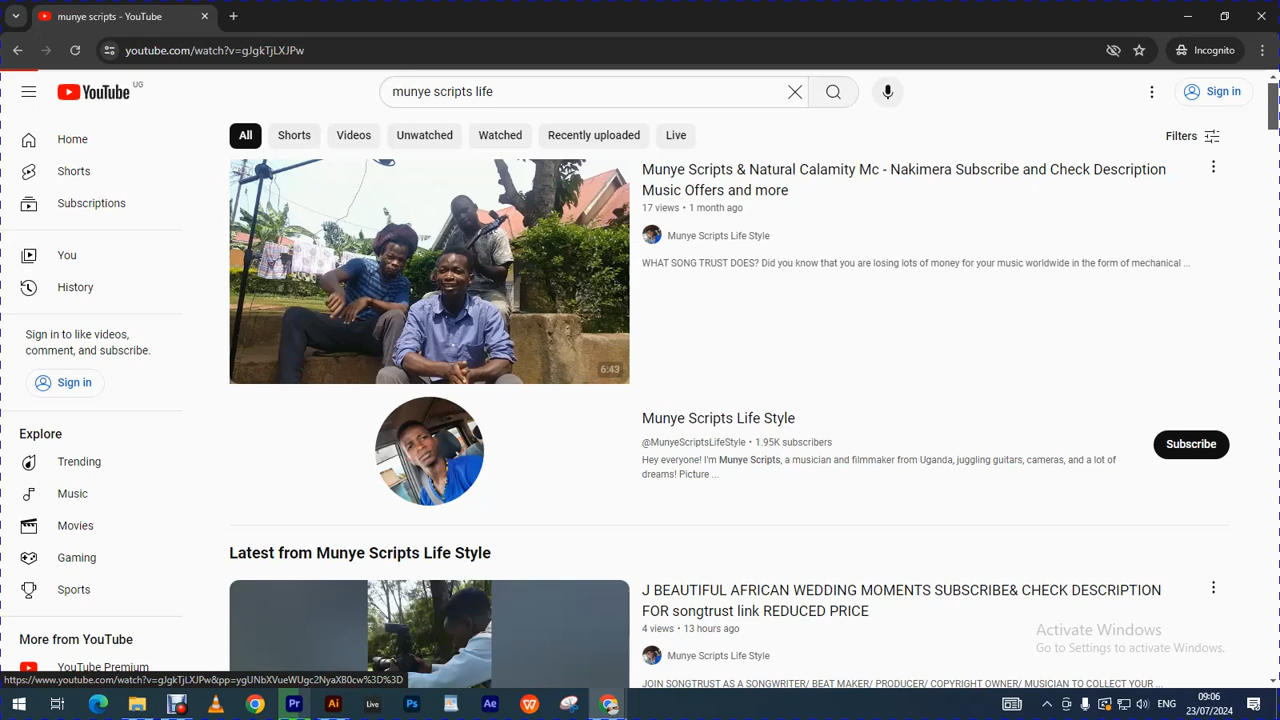 munye scripts - YouTube
youtube.com/watch?v=gJgkTjLXJPw
Incognito
YouTube
UG
munye scripts life
Sign in
All
Shorts
Videos
Unwatched
Watched
Recently uploaded
Live
Filters
Home
Shorts
Subscriptions
You
History
Sign in to like videos,
comment, and subscribe.
Sign in
Explore
Trending
Music
Movies
Gaming
Sports
More from YouTube
YouTube Premium
6:43
Munye Scripts & Natural Calamity Mc - Nakimera Subscribe and Check Description
Music Offers and more
17 views • 1 month ago
Munye Scripts Life Style
WHAT SONG TRUST DOES? Did you know that you are losing lots of money for your music worldwide in the form of mechanical ...
Munye Scripts Life Style
@MunyeScriptsLifeStyle • 1.95K subscribers
Hey everyone! I'm Munye Scripts, a musician and filmmaker from Uganda, juggling guitars, cameras, and a lot of
dreams! Picture ...
Subscribe
Latest from Munye Scripts Life Style
J BEAUTIFUL AFRICAN WEDDING MOMENTS SUBSCRIBE& CHECK DESCRIPTION
FOR songtrust link REDUCED PRICE
4 views • 13 hours ago
Munye Scripts Life Style
JOIN SONGTRUST AS A SONGWRITER/ BEAT MAKER/ PRODUCER/ COPYRIGHT OWNER/ MUSICIAN TO COLLECT YOUR ...
Activate Windows
Go to Settings to activate Windows.
https://www.youtube.com/watch?v=gJgkTjLXJPw&pp=ygUNbXVueWUgc2NyaXB0cw%3D%3D
Pr
Ai
Live
Ps
Ae
ENG
09:06
23/07/2024